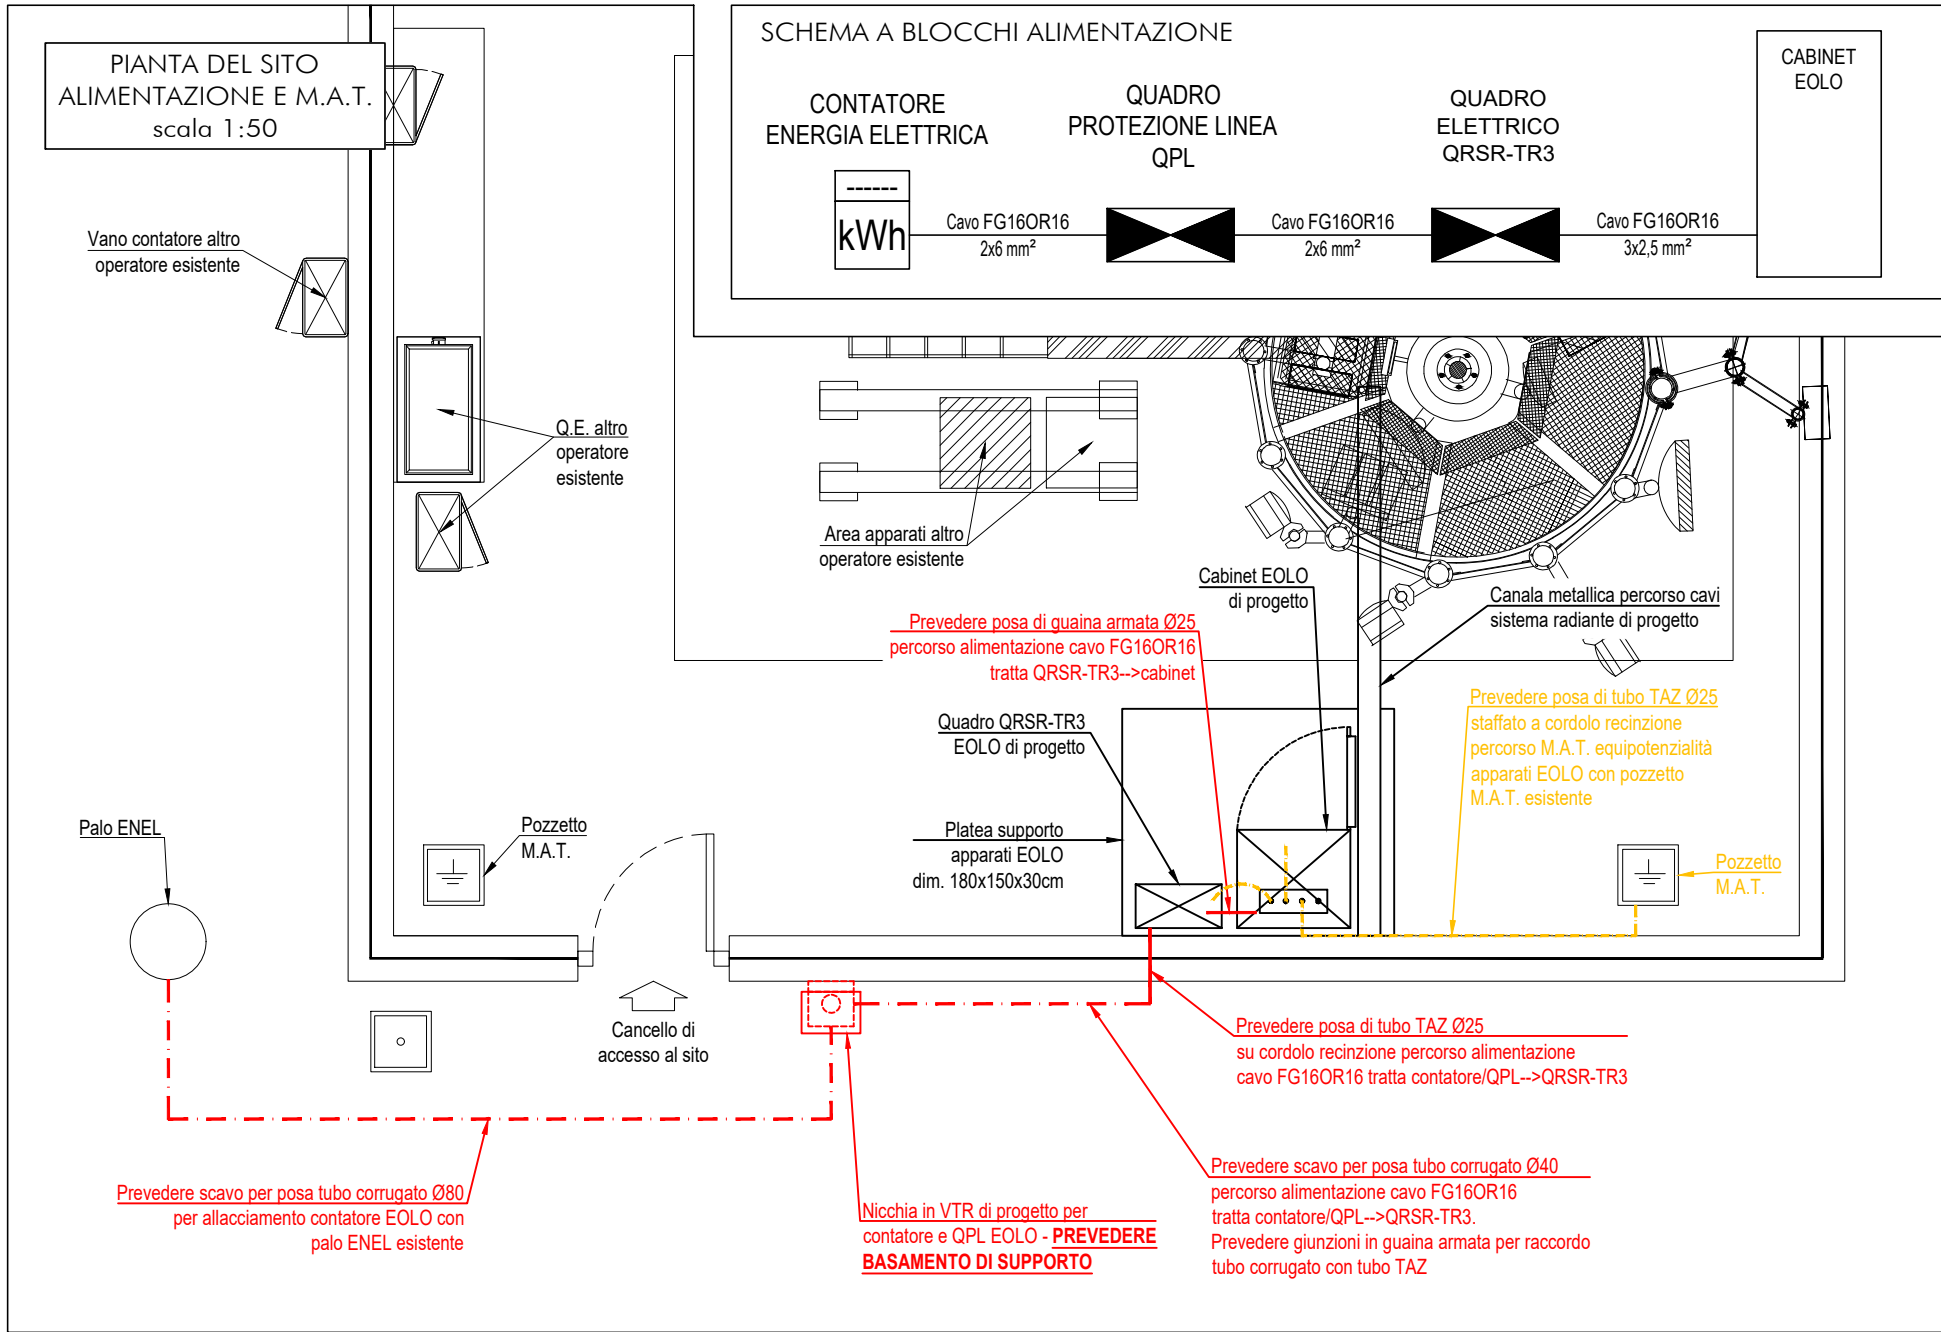 PIANTA DEL SITO
ALIMENTAZIONE E M.A.T.
scala 1:50
SCHEMA A BLOCCHI ALIMENTAZIONE
CONTATORE
ENERGIA ELETTRICA
QUADRO
PROTEZIONE LINEA
QPL
QUADRO
ELETTRICO
QRSR-TR3
CABINET
EOLO
------
kWh
Cavo FG16OR16
2x6 mm²
Cavo FG16OR16
2x6 mm²
Cavo FG16OR16
3x2,5 mm²
Vano contatore altro
operatore esistente
Q.E. altro
operatore
esistente
Area apparati altro
operatore esistente
Cabinet EOLO
di progetto
Canala metallica percorso cavi
sistema radiante di progetto
Prevedere posa di guaina armata Ø25
percorso alimentazione cavo FG16OR16
tratta QRSR-TR3-->cabinet
Prevedere posa di tubo TAZ Ø25
staffato a cordolo recinzione
percorso M.A.T. equipotenzialità
apparati EOLO con pozzetto
M.A.T. esistente
Quadro QRSR-TR3
EOLO di progetto
Palo ENEL
Pozzetto
M.A.T.
Platea supporto
apparati EOLO
dim. 180x150x30cm
Pozzetto
M.A.T.
Cancello di
accesso al sito
Prevedere posa di tubo TAZ Ø25
su cordolo recinzione percorso alimentazione
cavo FG16OR16 tratta contatore/QPL-->QRSR-TR3
Prevedere scavo per posa tubo corrugato Ø80
per allacciamento contatore EOLO con
palo ENEL esistente
Nicchia in VTR di progetto per
contatore e QPL EOLO - PREVEDERE
BASAMENTO DI SUPPORTO
Prevedere scavo per posa tubo corrugato Ø40
percorso alimentazione cavo FG16OR16
tratta contatore/QPL-->QRSR-TR3.
Prevedere giunzioni in guaina armata per raccordo
tubo corrugato con tubo TAZ